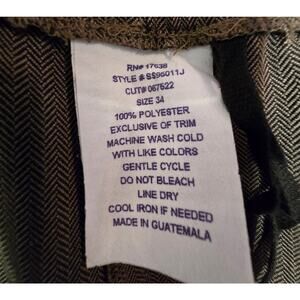 RN# 17638
STYLE # SS95011J
CUT# 067622
SIZE 34
100% POLYESTER
EXCLUSIVE OF TRIM
MACHINE WASH COLD
WITH LIKE COLORS
GENTLE CYCLE
DO NOT BLEACH
LINE DRY
COOL IRON IF NEEDED
MADE IN GUATEMALA